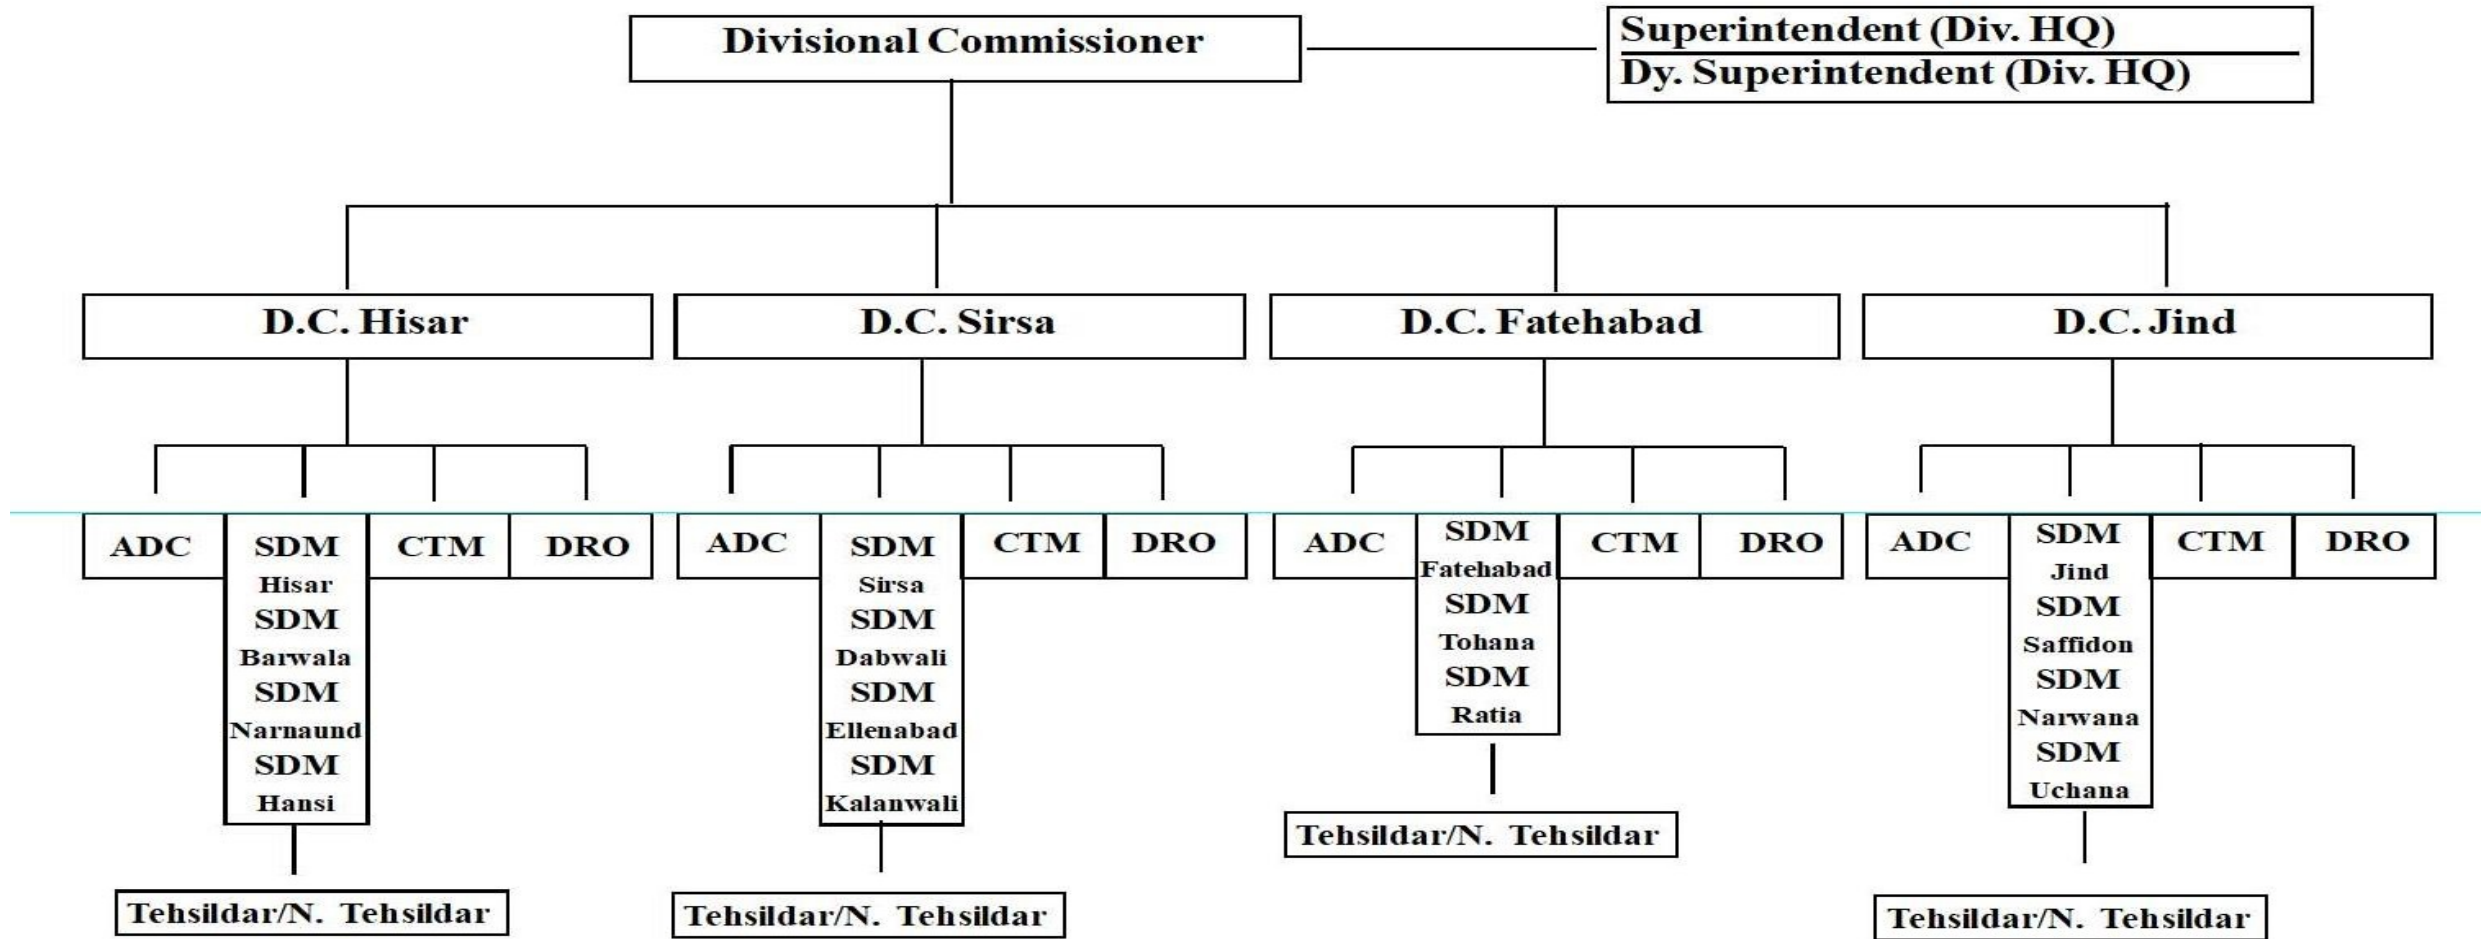 Divisional Commissioner
Superintendent (Div. HQ)
Dy. Superintendent (Div. HQ)
D.C. Hisar
D.C. Sirsa
D.C. Fatehabad
D.C. Jind
ADC
SDM
Hisar
SDM
Barwala
SDM
Narnaund
SDM
Hansi
CTM
DRO
Tehsildar/N. Tehsildar
ADC
SDM
Sirsa
SDM
Dabwali
SDM
Ellenabad
SDM
Kalanwali
CTM
DRO
Tehsildar/N. Tehsildar
ADC
SDM
Fatehabad
SDM
Tohana
SDM
Ratia
CTM
DRO
Tehsildar/N. Tehsildar
ADC
SDM
Jind
SDM
Saffidon
SDM
Narwana
SDM
Uchana
CTM
DRO
Tehsildar/N. Tehsildar